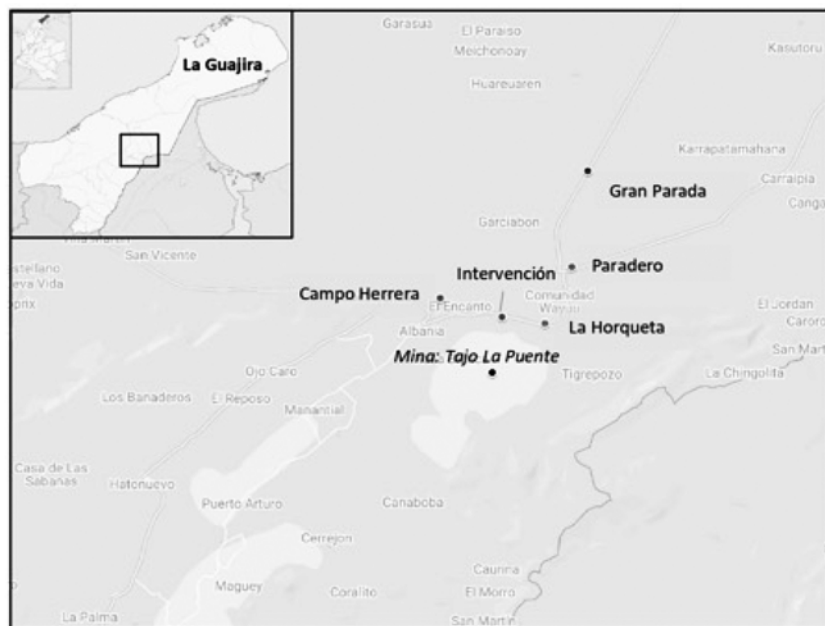 La Guajira
Garasua
El Paraiso
Meichonoay
Huareuaren
Kasutoru
Karrapatamahana
Carraipía
Canga
Gran Parada
Garciabon
San Vicente
Paradero
Intervención
Campo Herrera
El Encanto
Comunidad
Wayuu
Albania
La Horqueta
El Jordan
Caroro
San Mart
La Chingolita
Mina: Tajo La Puente
Tigrepozo
Ojo Caro
Los Banaderos
El Reposo
Manantial
Casa de Las
Sabanas
Hatonuevo
Puerto Arturo
Canaboba
Cerrejon
Maguey
Coralito
Caurina
El Morro
La Palma
San Martín